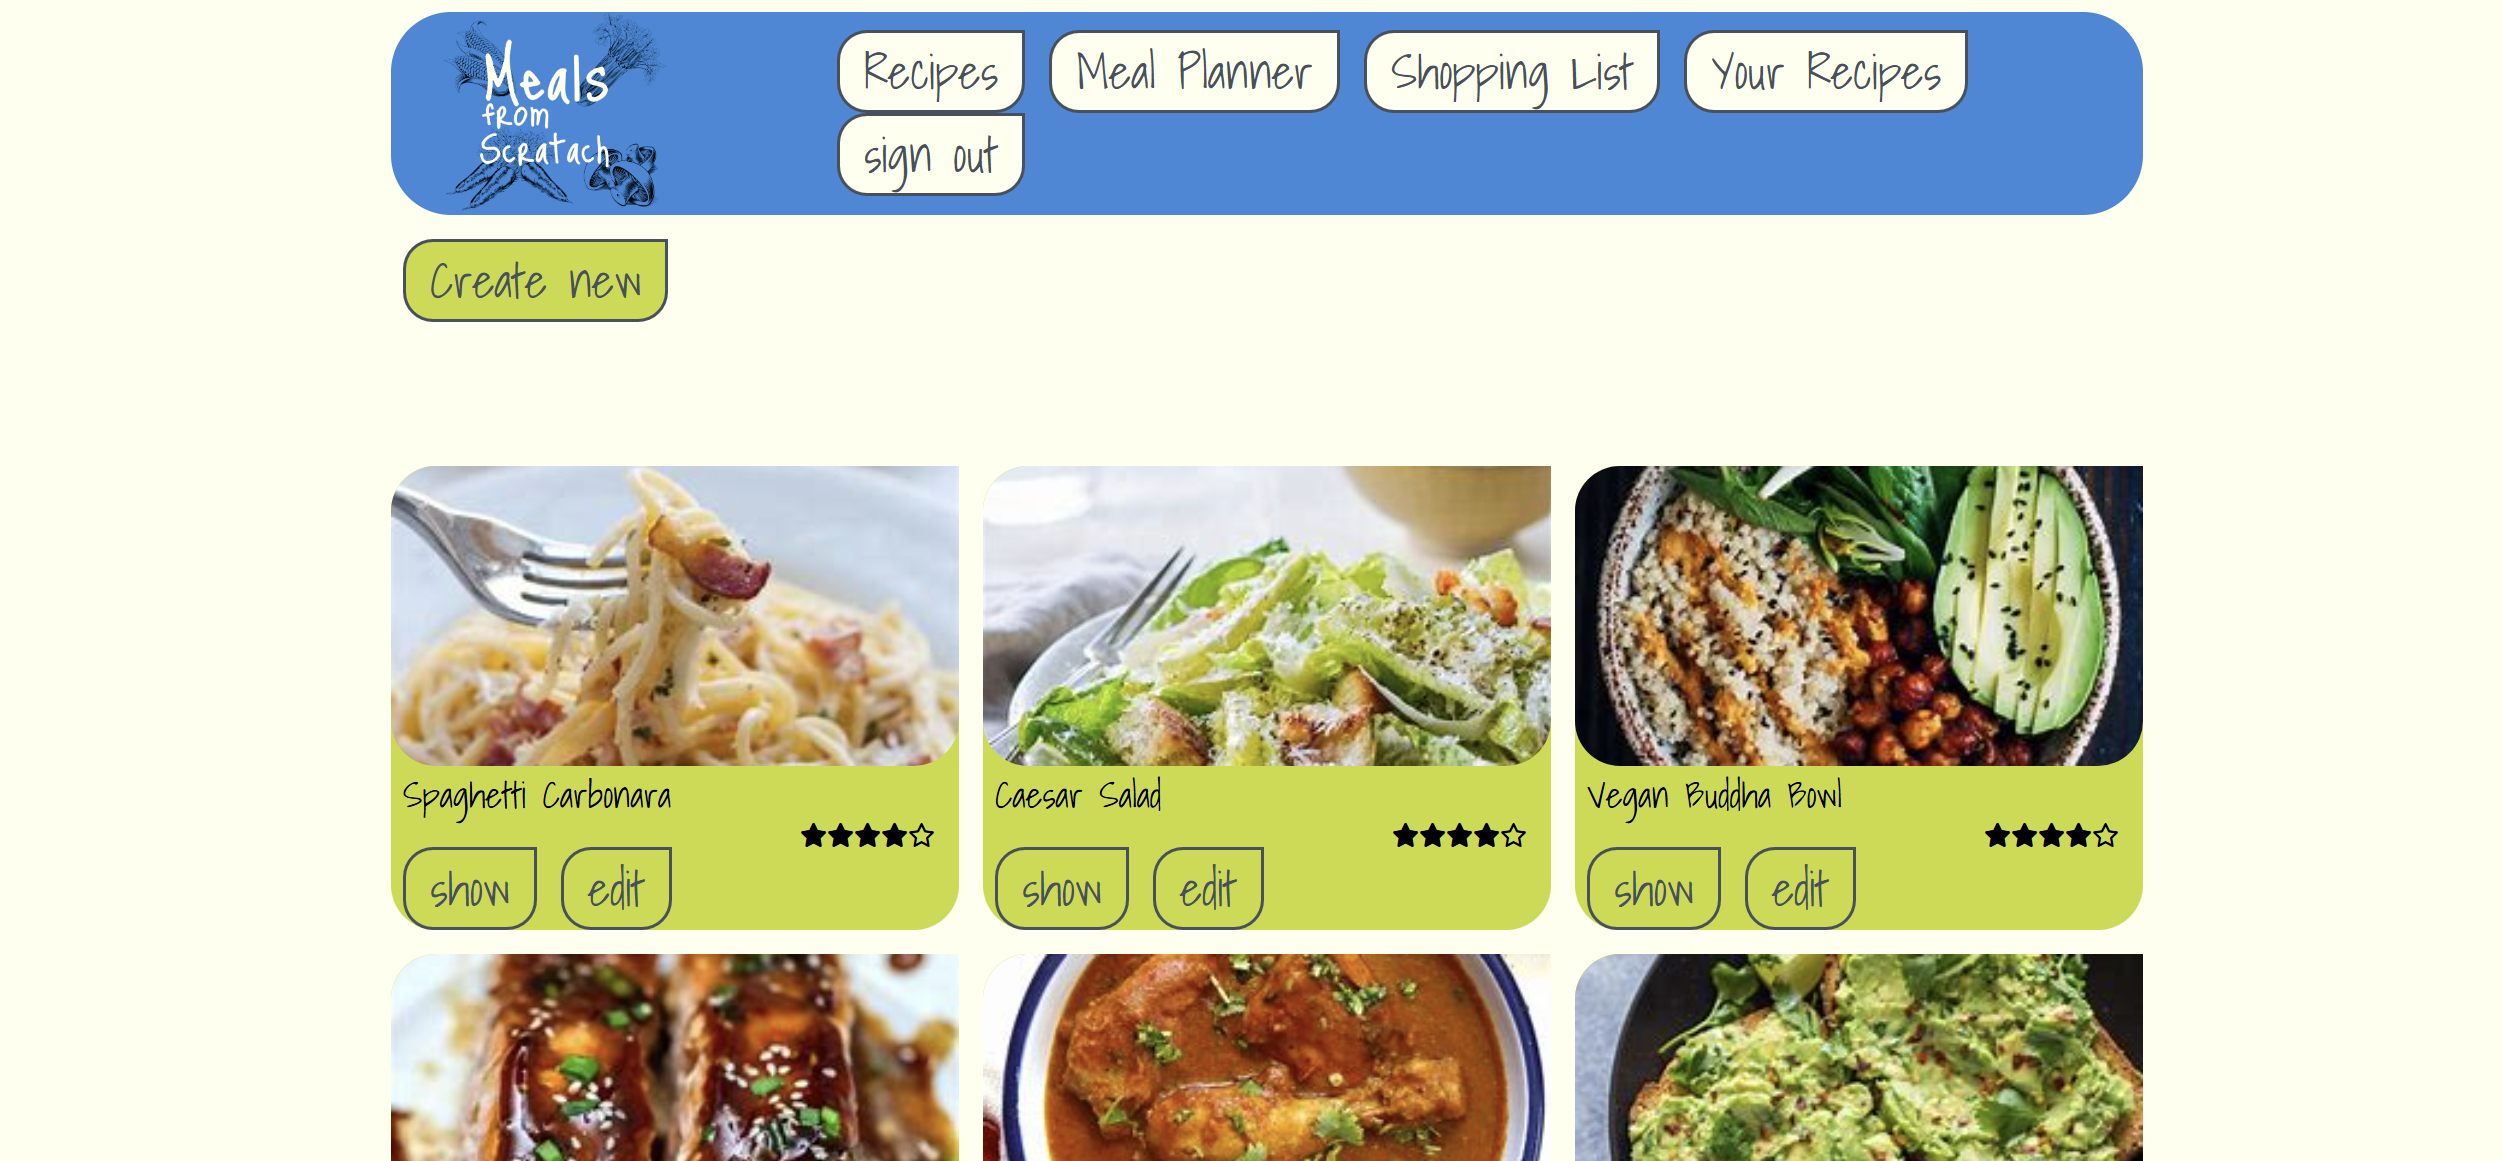 Meals
from
Scratach
Recipes Meal Planner Shopping List Your Recipes
sign out
Create new
Spaghetti Carbonara
show edit
Caesar Salad
show edit
Vegan Buddha Bowl
show edit